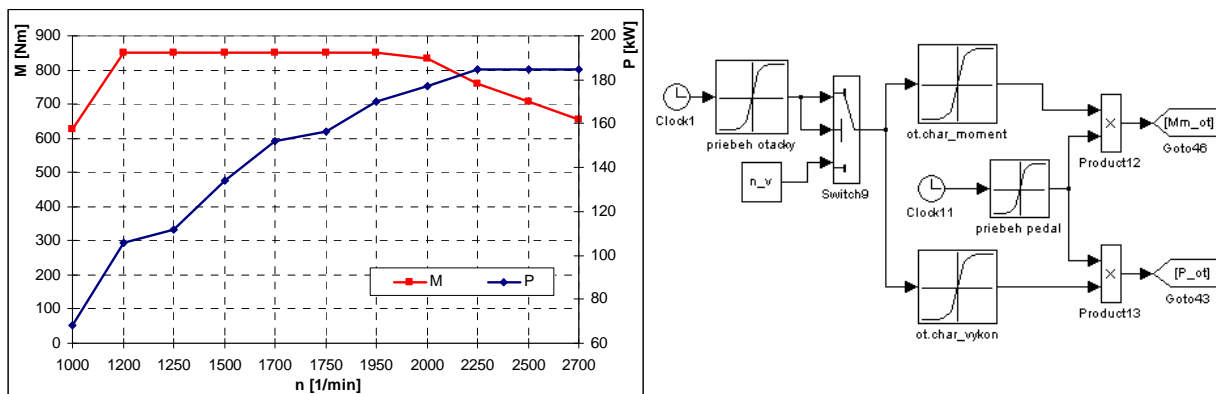 M [Nm]
900
800
700
600
500
400
300
200
100
0
P [kW]
200
180
160
140
120
100
80
60
M P
1000 1200 1250 1500 1700 1750 1950 2000 2250 2500 2700
n [1/min]
Clock1
priebeh otacky
n_v
Switch9
ot.char_moment
Product12
[Mm_ot]
Goto46
Clock11
priebeh pedal
ot.char_vykon
Product13
[P_ot]
Goto43